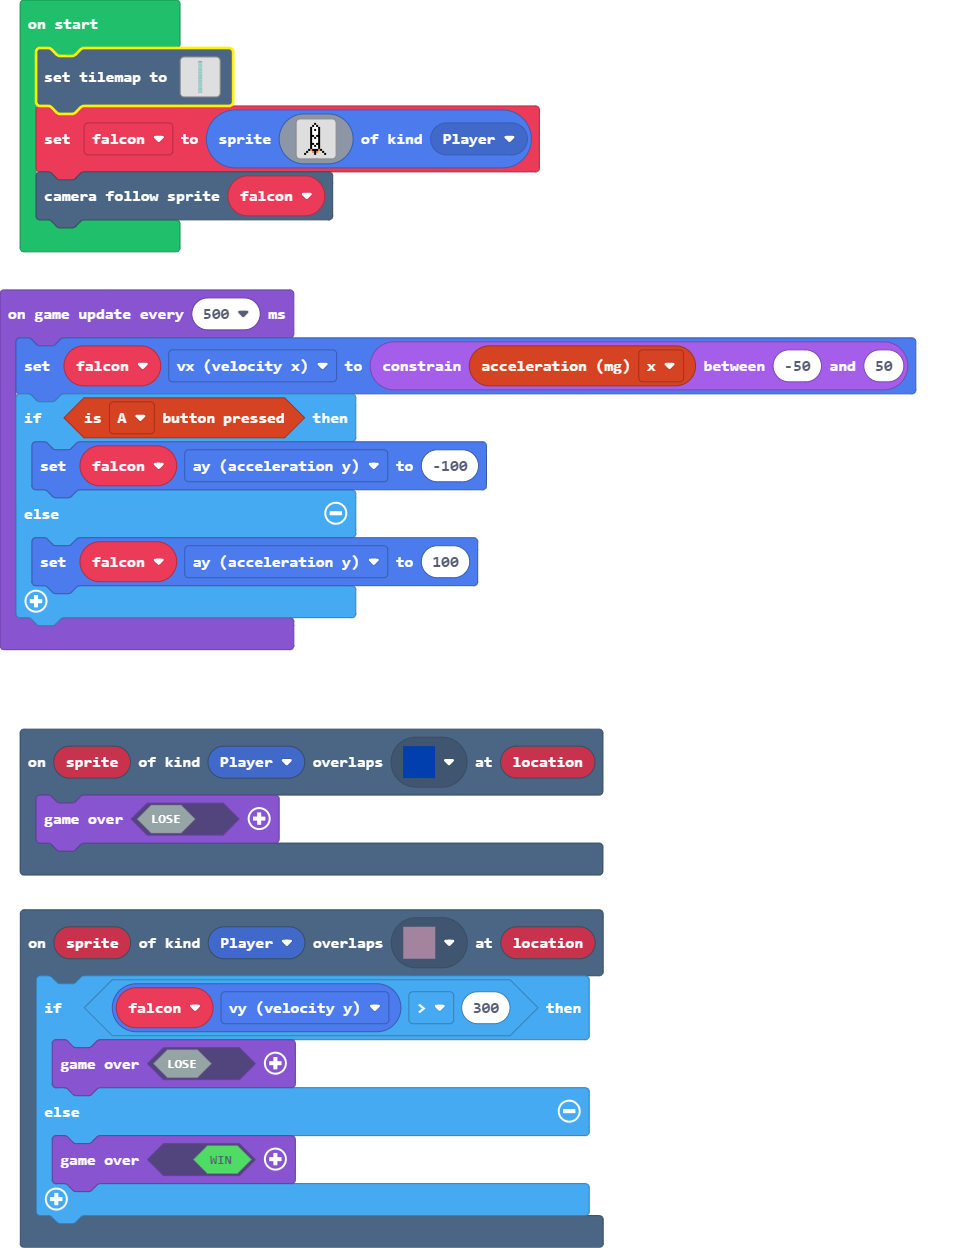 on start
set tilemap to
set falcon to sprite of kind Player
camera follow sprite falcon
on game update every 500 ms
set falcon vx (velocity x) to constrain acceleration (mg) x between -50 and 50
if is A button pressed then
set falcon ay (acceleration y) to -100
else
set falcon ay (acceleration y) to 100
on sprite of kind Player overlaps at location
game over LOSE
on sprite of kind Player overlaps at location
if falcon vy (velocity y) > 300 then
game over LOSE
else
game over WIN